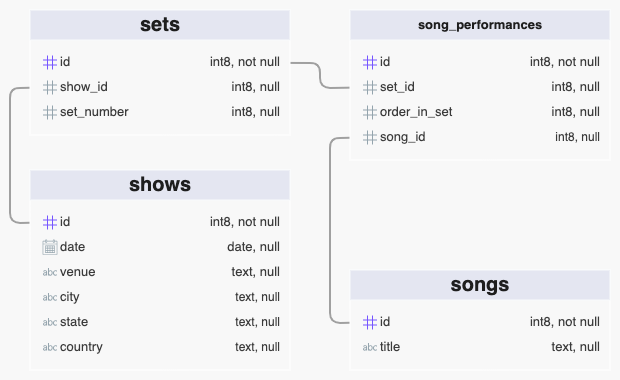 sets
id int8, not null
show_id int8, null
set_number int8, null
shows
id int8, not null
date date, null
abc venue text, null
abc city text, null
abc state text, null
abc country text, null
song_performances
id int8, not null
set_id int8, null
order_in_set int8, null
song_id int8, null
songs
id int8, not null
abc title text, null